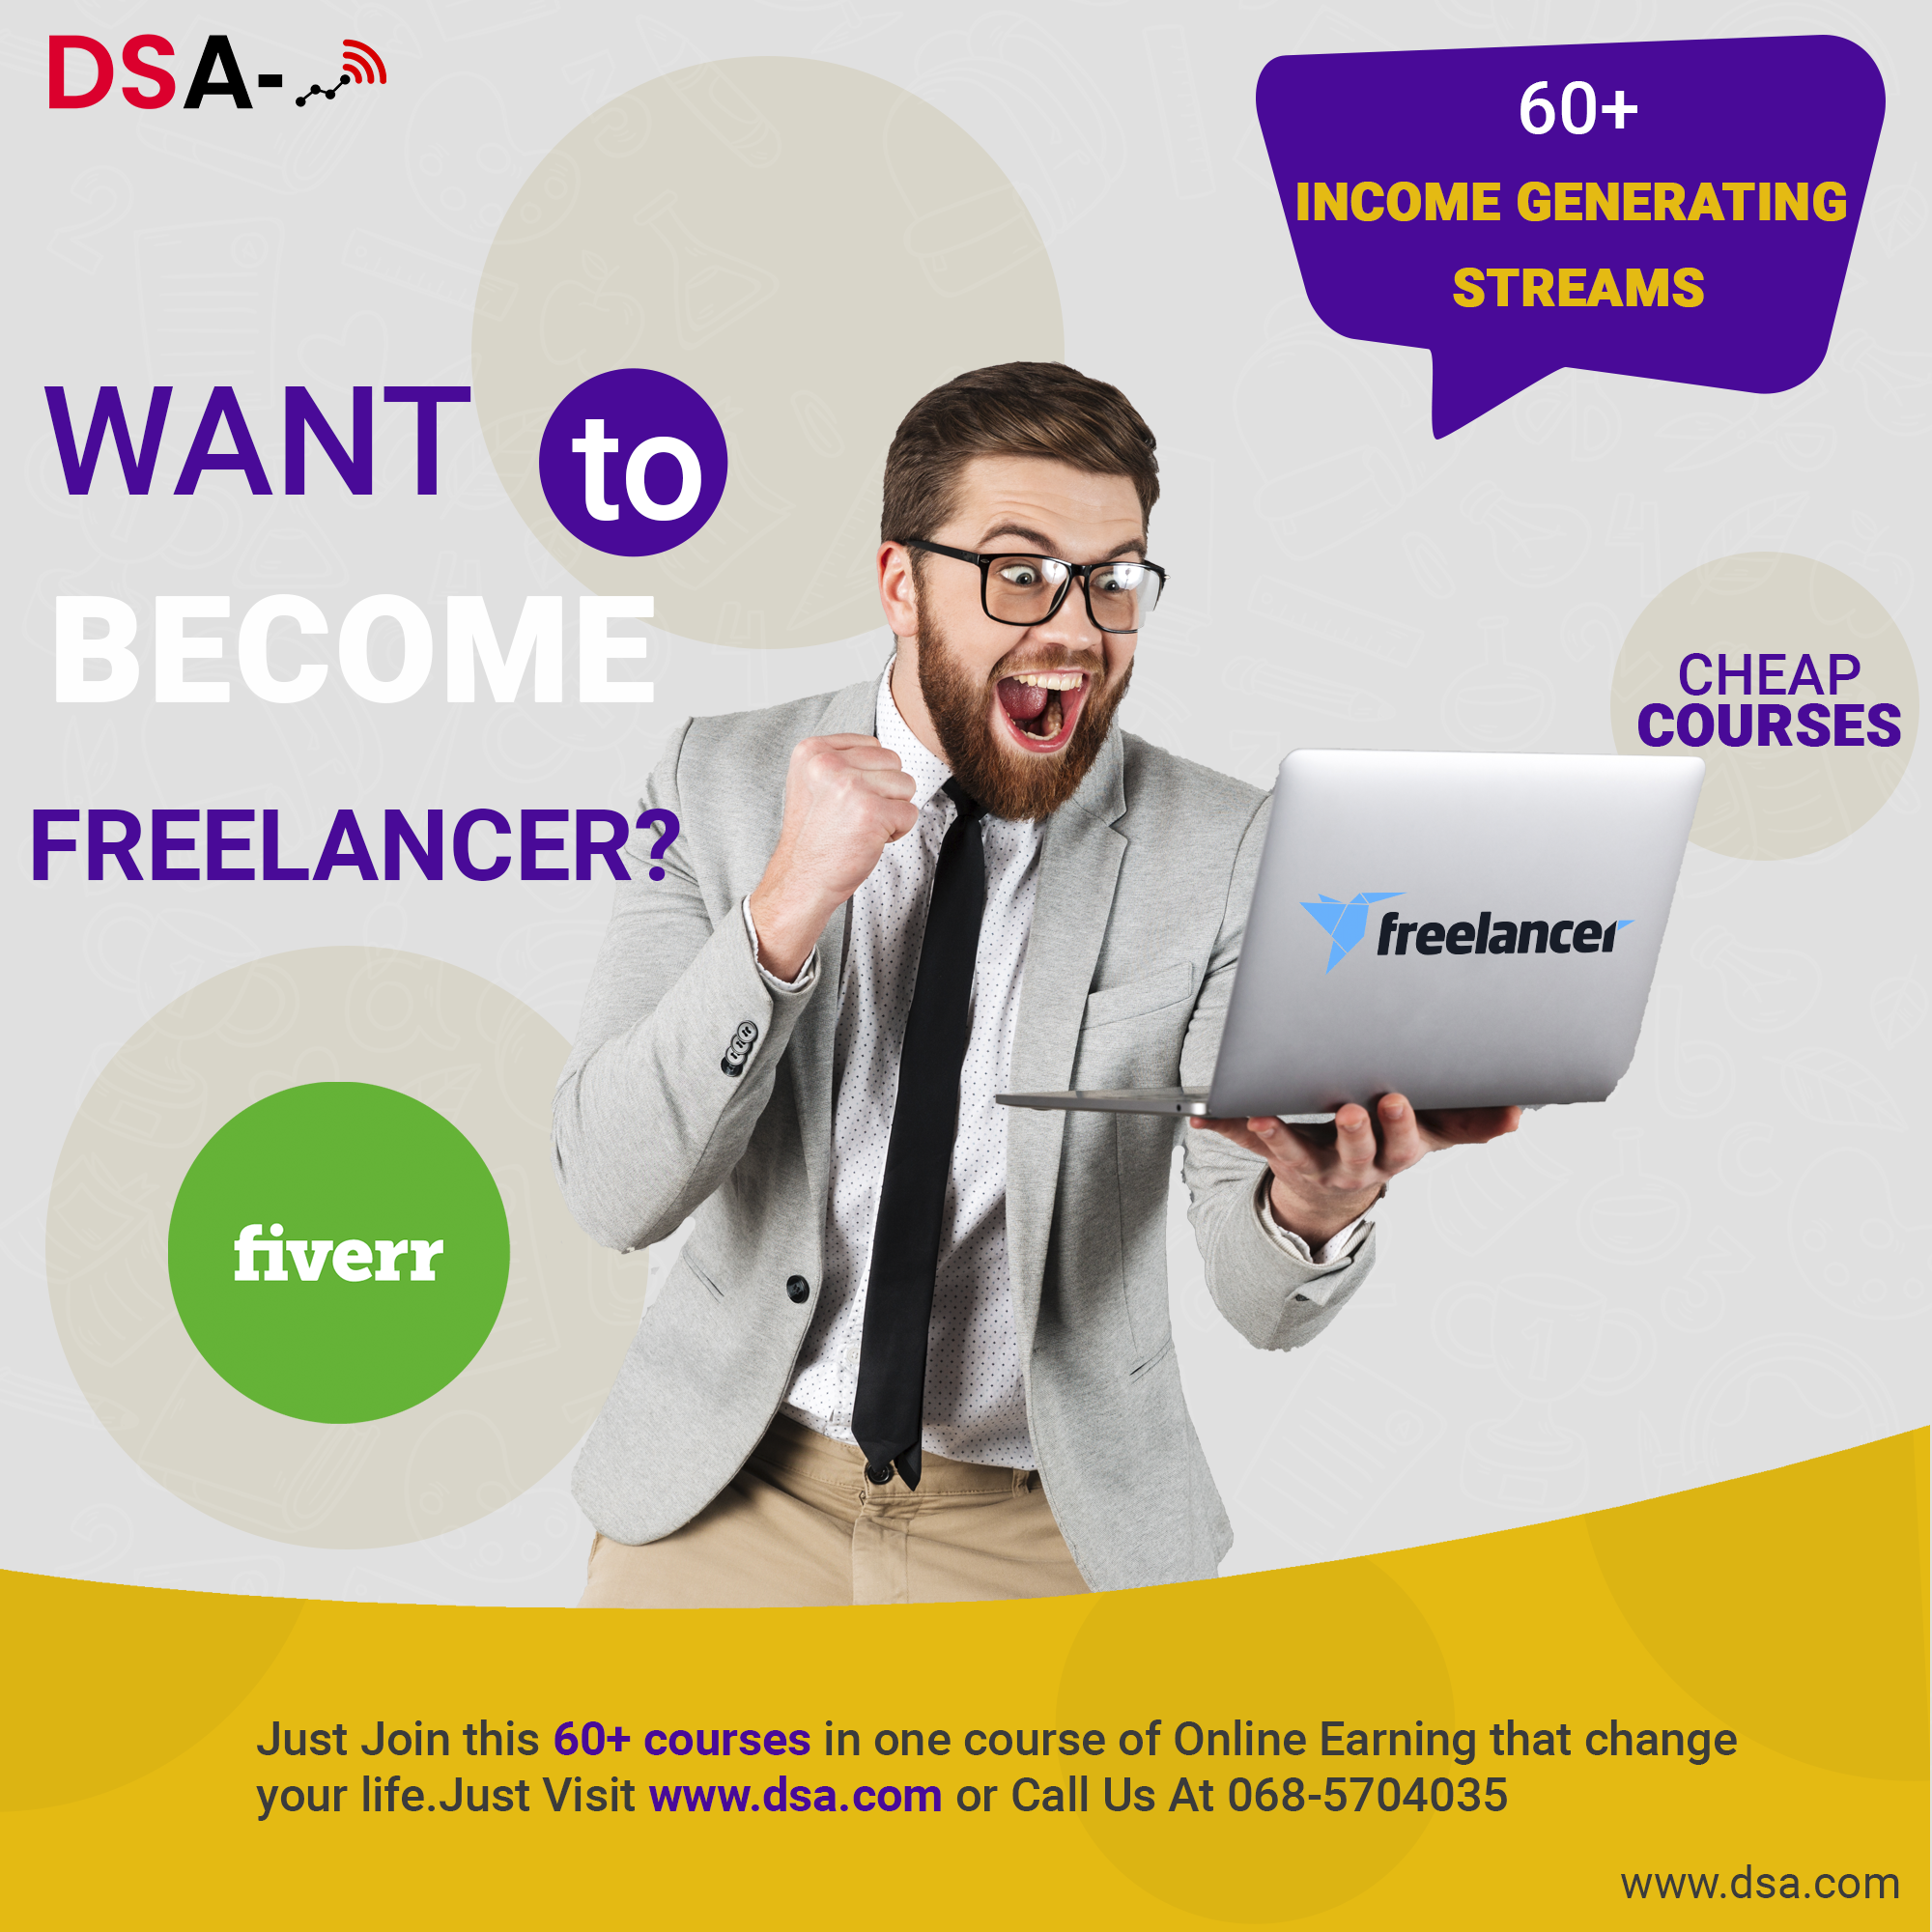 DSA-
60+
INCOME GENERATING
STREAMS
WANT to
BECOME
FREELANCER?
CHEAP
COURSES
freelancer
fiverr
Just Join this 60+ courses in one course of Online Earning that change
your life.Just Visit www.dsa.com or Call Us At 068-5704035
www.dsa.com